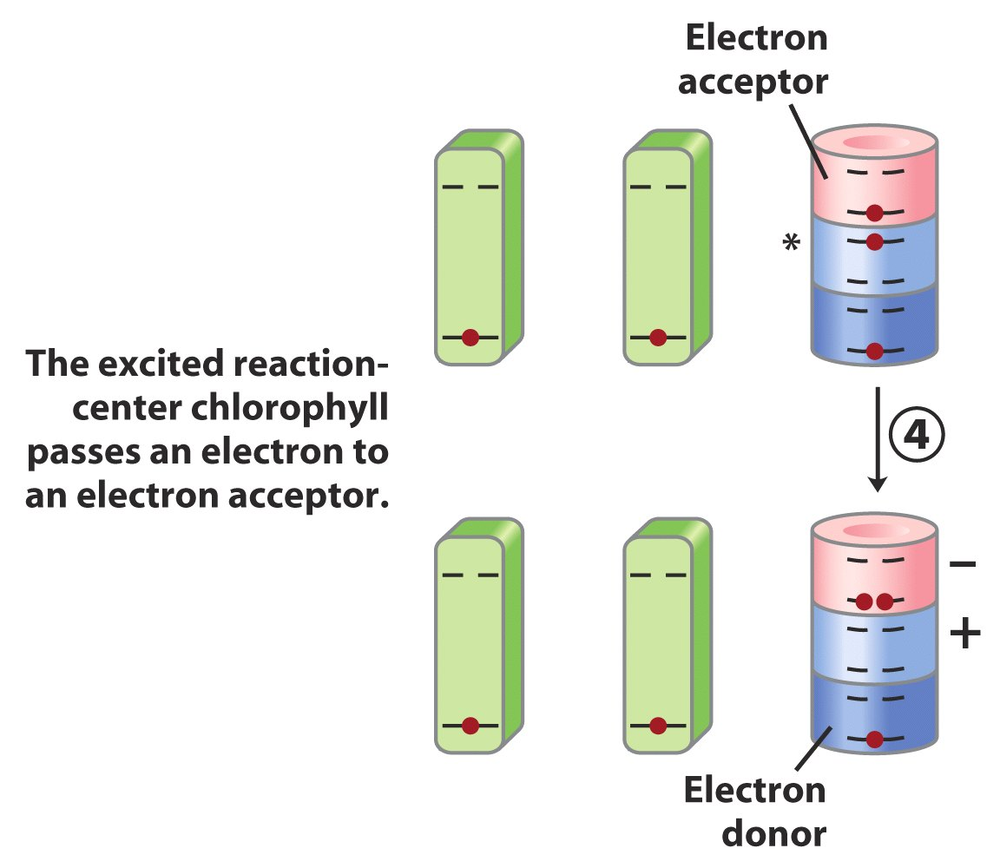 Electron
acceptor
*
The excited reaction-
center chlorophyll
passes an electron to
an electron acceptor.
4
−
+
Electron
donor